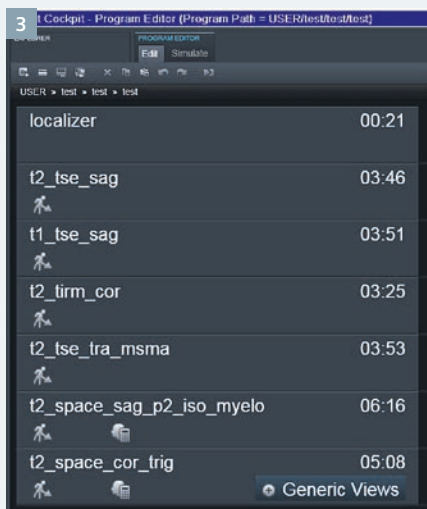 3
t Cockpit - Program Editor (Program Path = USER/test/test/test)
EXPLORER
PROGRAM EDITOR
Edit Simulate
USER » test » test » test
localizer 00:21
t2_tse_sag 03:46
t1_tse_sag 03:51
t2_tirm_cor 03:25
t2_tse_tra_msma 03:53
t2_space_sag_p2_iso_myelo 06:16
t2_space_cor_trig 05:08
Generic Views